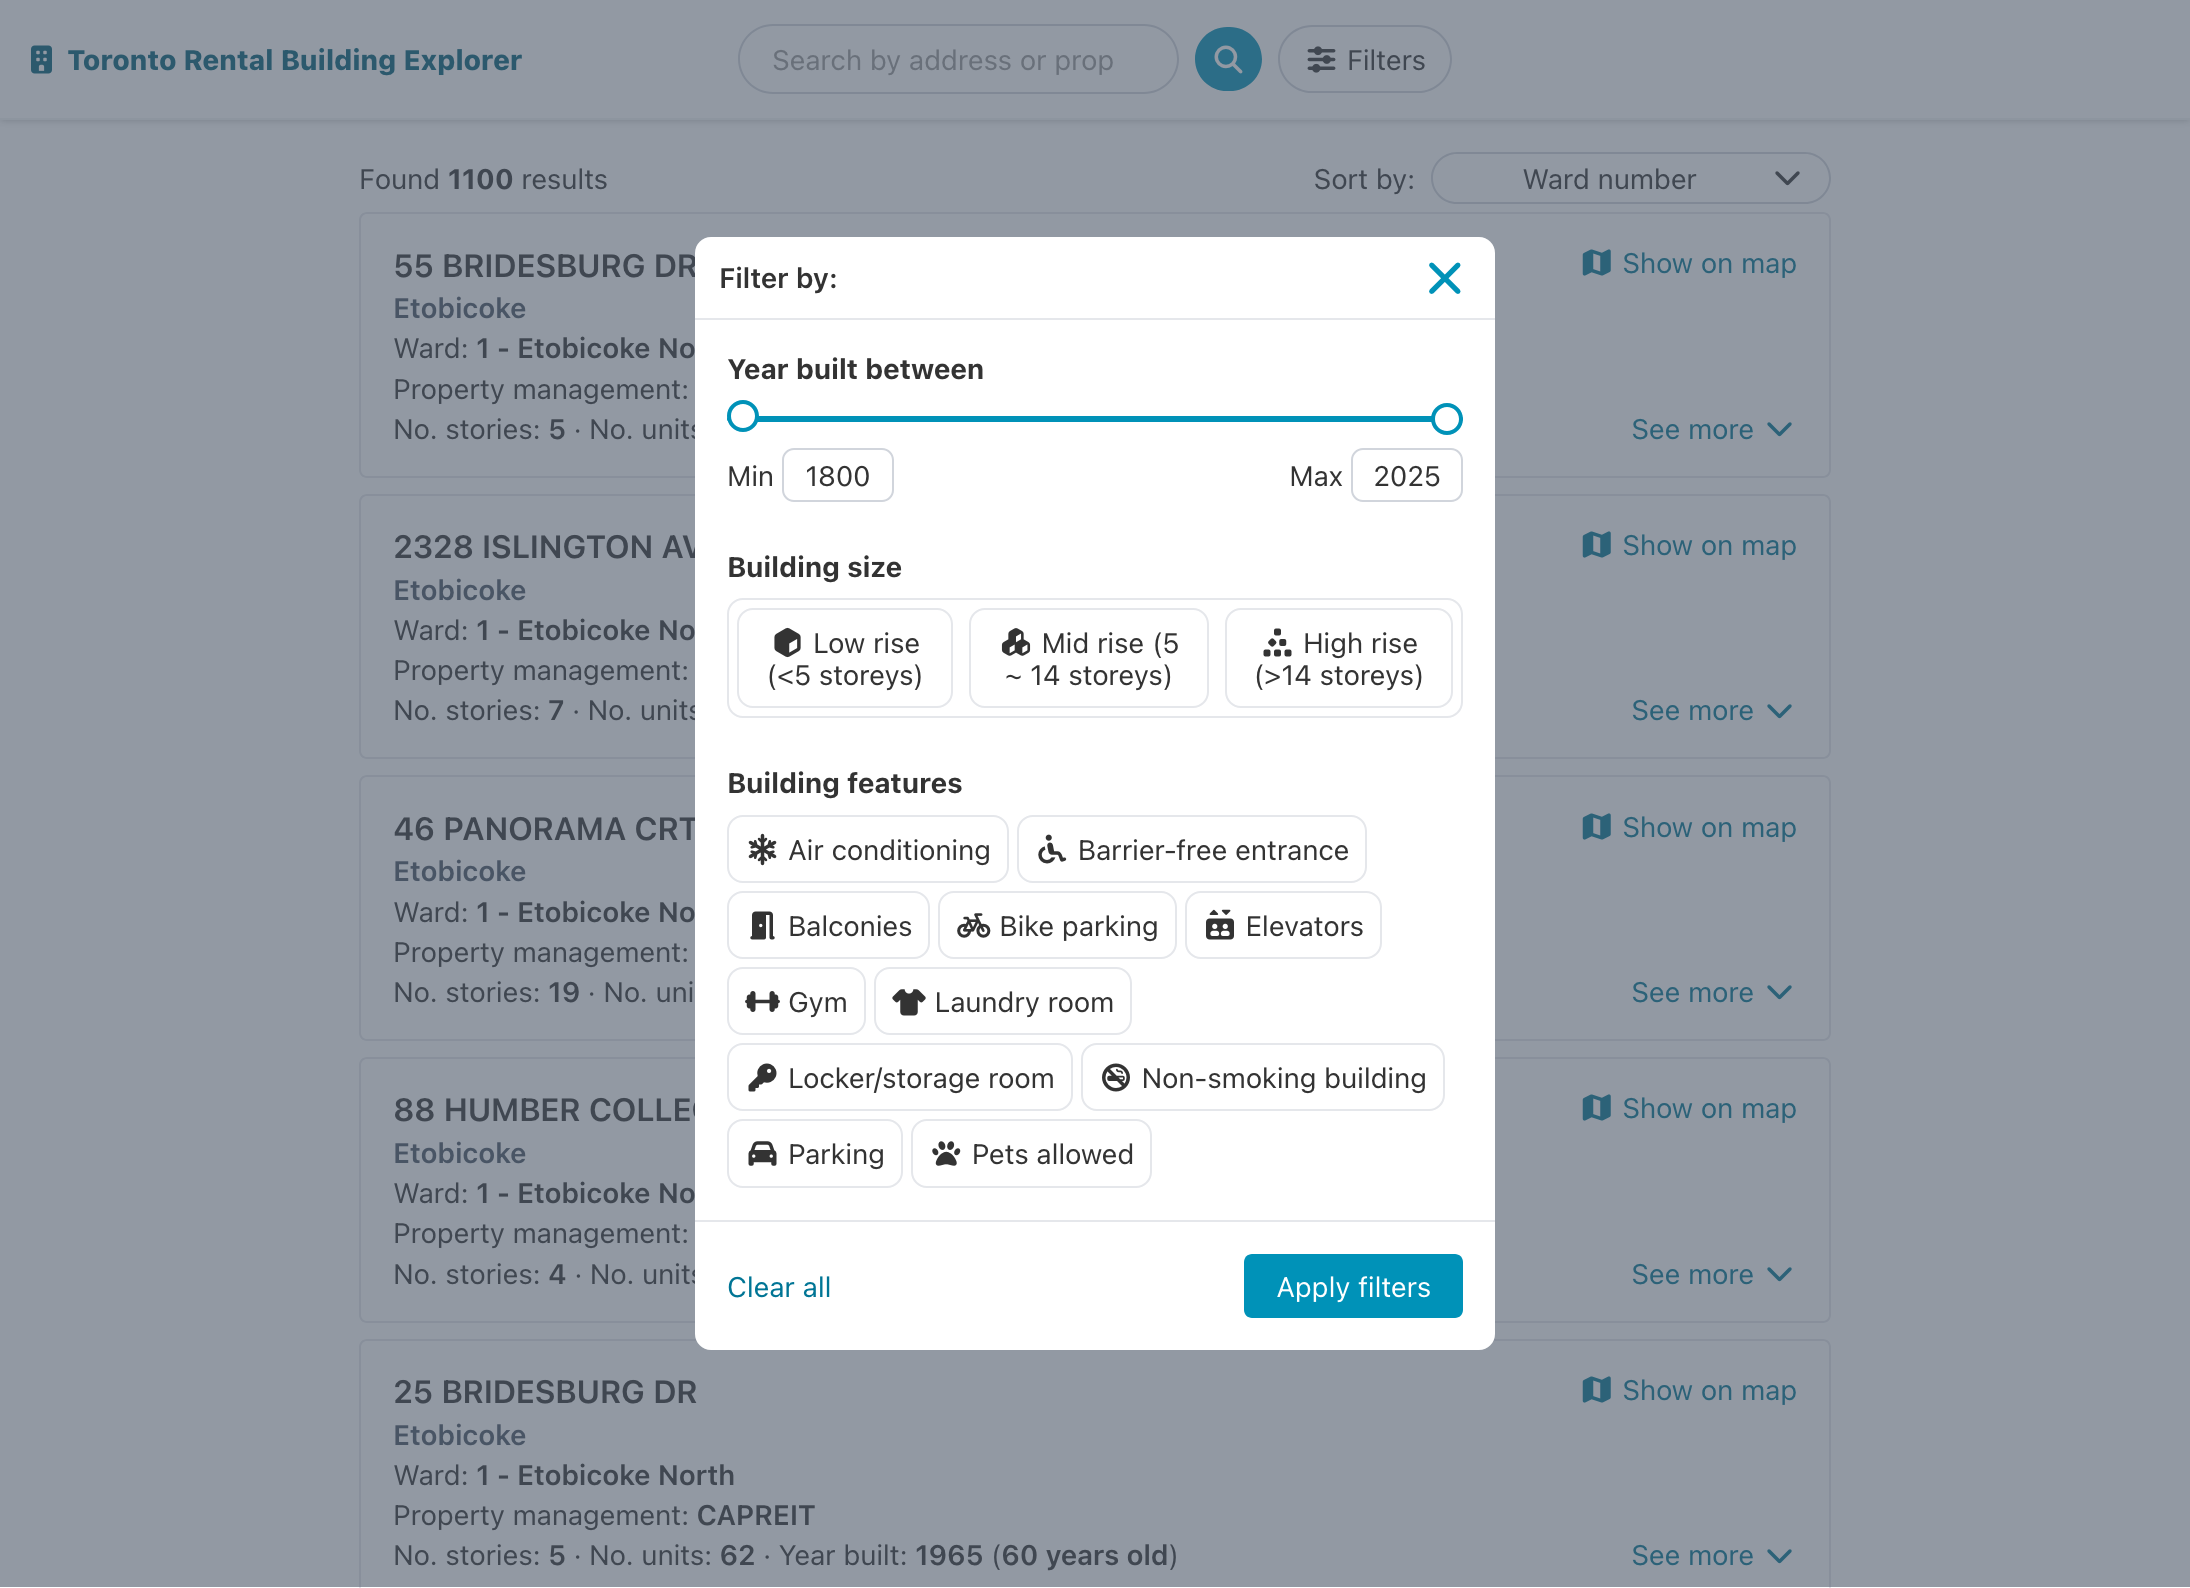 Toronto Rental Building Explorer
Search by address or prop
Filters
Found 1100 results
Sort by: Ward number
55 BRIDESBURG DR
Etobicoke
Ward: 1 - Etobicoke No
Property management:
No. stories: 5 · No. units
Show on map
See more
2328 ISLINGTON AV
Etobicoke
Ward: 1 - Etobicoke No
Property management:
No. stories: 7 · No. units
Show on map
See more
46 PANORAMA CRT
Etobicoke
Ward: 1 - Etobicoke No
Property management:
No. stories: 19 · No. uni
Show on map
See more
88 HUMBER COLLEG
Etobicoke
Ward: 1 - Etobicoke No
Property management:
No. stories: 4 · No. units
Show on map
See more
25 BRIDESBURG DR
Etobicoke
Ward: 1 - Etobicoke North
Property management: CAPREIT
No. stories: 5 · No. units: 62 · Year built: 1965 (60 years old)
Show on map
See more
Filter by:
Year built between
Min 1800
Max 2025
Building size
Low rise
(<5 storeys)
Mid rise (5
~ 14 storeys)
High rise
(>14 storeys)
Building features
Air conditioning
Barrier-free entrance
Balconies
Bike parking
Elevators
Gym
Laundry room
Locker/storage room
Non-smoking building
Parking
Pets allowed
Clear all
Apply filters